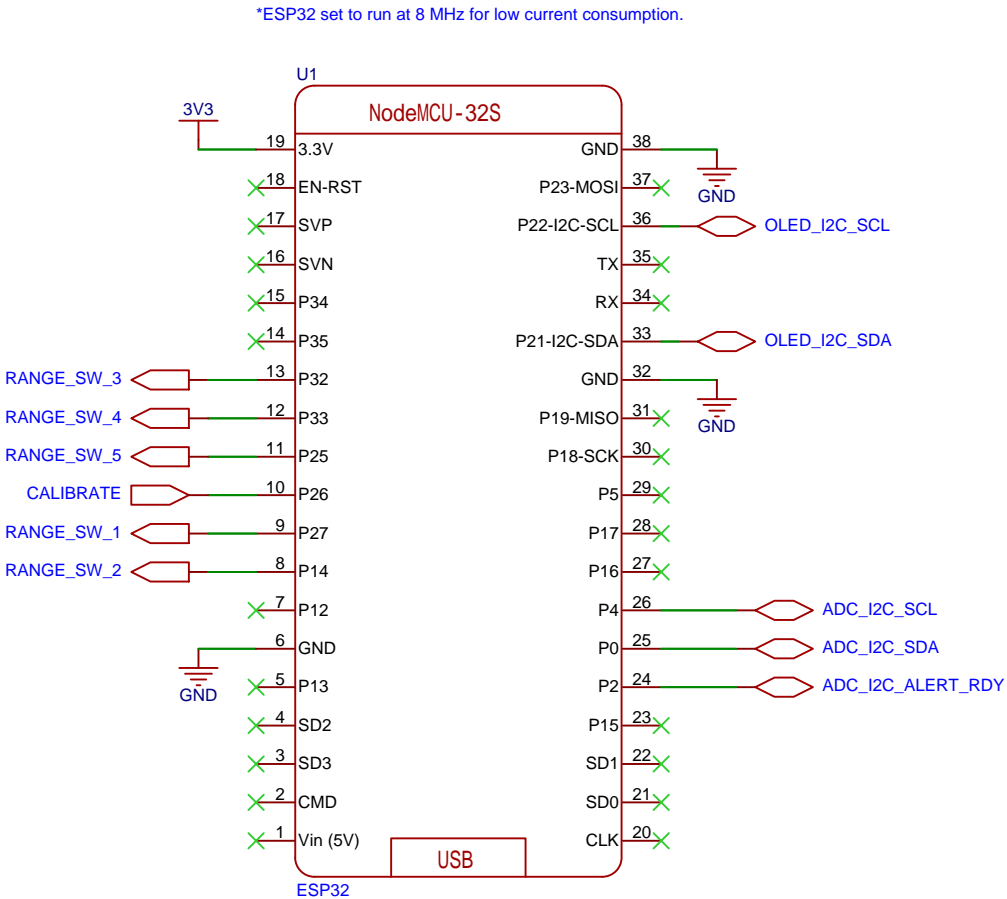 *ESP32 set to run at 8 MHz for low current consumption.
U1
NodeMCU-32S
3V3
19 3.3V GND 38
18 EN-RST P23-MOSI 37
GND
17 SVP P22-I2C-SCL 36 OLED_I2C_SCL
16 SVN TX 35
15 P34 RX 34
14 P35 P21-I2C-SDA 33 OLED_I2C_SDA
RANGE_SW_3 13 P32 GND 32
RANGE_SW_4 12 P33 P19-MISO 31
GND
RANGE_SW_5 11 P25 P18-SCK 30
CALIBRATE 10 P26 P5 29
RANGE_SW_1 9 P27 P17 28
RANGE_SW_2 8 P14 P16 27
7 P12 P4 26 ADC_I2C_SCL
6 GND P0 25 ADC_I2C_SDA
GND 5 P13 P2 24 ADC_I2C_ALERT_RDY
4 SD2 P15 23
3 SD3 SD1 22
2 CMD SD0 21
1 Vin (5V) CLK 20
USB
ESP32